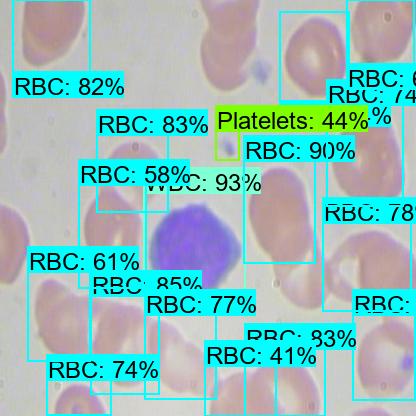 RBC: 6
RBC: 74%
RBC: 82%
Platelets: 44%
%
RBC: 83%
RBC: 90%
RBC: 58%
WBC: 93%
RBC: 78%
RBC: 61%
RBC: 85%
RBC: 77%
RBC:
RBC: 83%
RBC: 41%
RBC: 74%